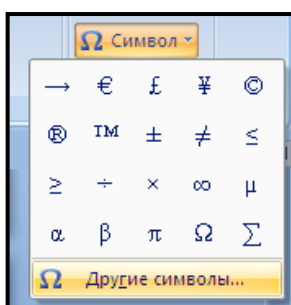 Ω Символ
→ € £ ¥ ©
® ™ ± ≠ ≤
≥ ÷ × ∞ µ
α β π Ω ∑
Ω Другие символы...